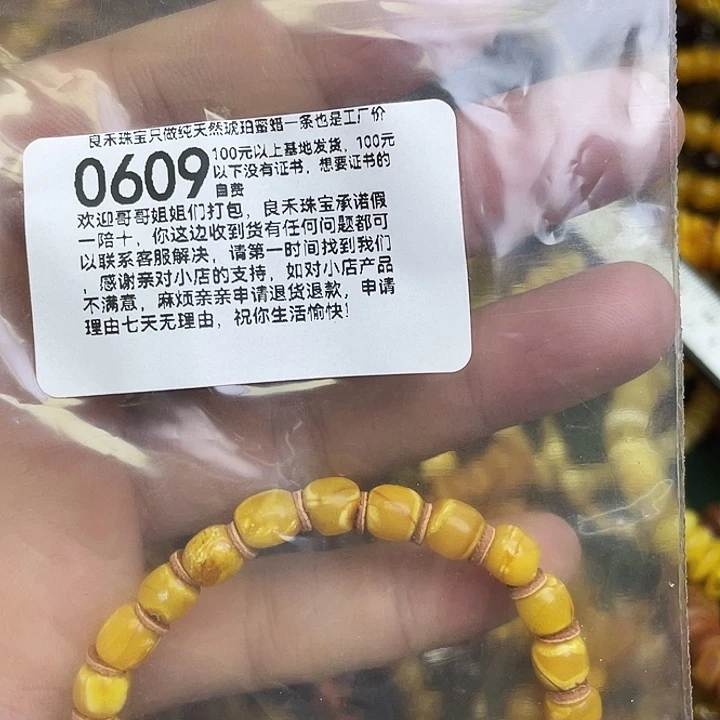 良禾珠宝只做纯天然琥珀蜜蜡一条也是工厂价
0609
100元以上基地发货，100元
以下没有证书，想要证书的
自费
欢迎哥哥姐姐们打包，良禾珠宝承诺假
一陪十，你这边收到货有任何问题都可
以联系客服解决，请第一时间找到我们
，感谢亲对小店的支持，如对小店产品
不满意，麻烦亲亲申请退货退款，申请
理由七天无理由，祝你生活愉快！